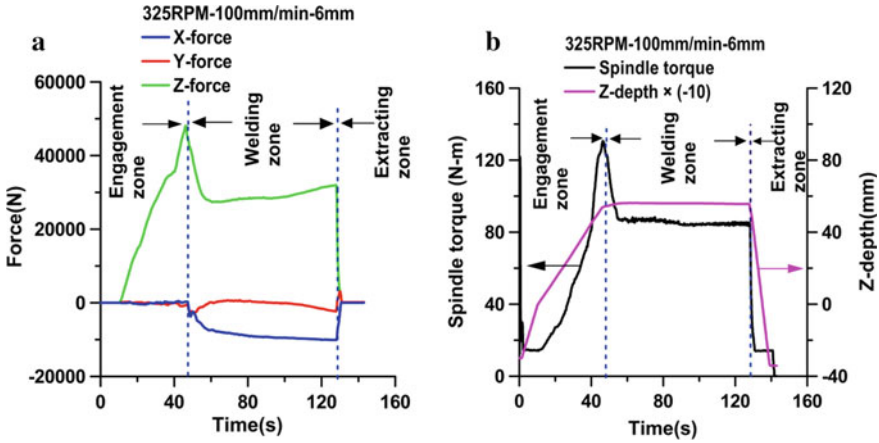 325RPM-100mm/min-6mm
a
X-force
Y-force
Z-force
60000
40000
20000
0
-20000
Force(N)
Engagement
zone
Welding
zone
Extracting
zone
0
40
80
120
160
Time(s)
b
325RPM-100mm/min-6mm
Spindle torque
Z-depth × (-10)
160
120
80
40
0
Spindle torque (N-m)
Engagement
zone
Welding
zone
Extracting
zone
120
80
40
0
-40
Z-depth(mm)
0
40
80
120
160
Time(s)